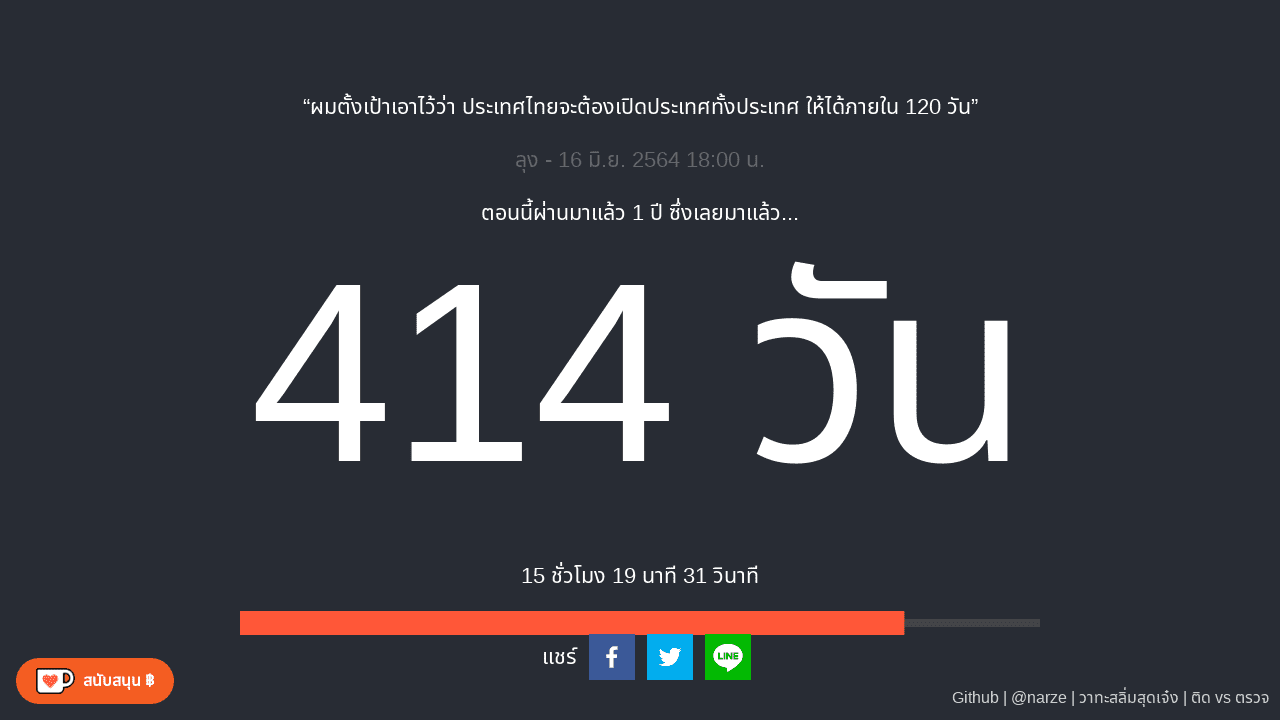 “ผมตั้งเป้าเอาไว้ว่า ประเทศไทยจะต้องเปิดประเทศทั้งประเทศ ให้ได้ภายใน 120 วัน”
ลุง - 16 มิ.ย. 2564 18:00 น.
ตอนนี้ผ่านมาแล้ว 1 ปี ซึ่งเลยมาแล้ว...
414 วัน
15 ชั่วโมง 19 นาที 31 วินาที
แชร์ LINE
สนับสนุน ฿
Github | @narze | วาทะสลิ่มสุดเจ๋ง | ติด vs ตรวจ